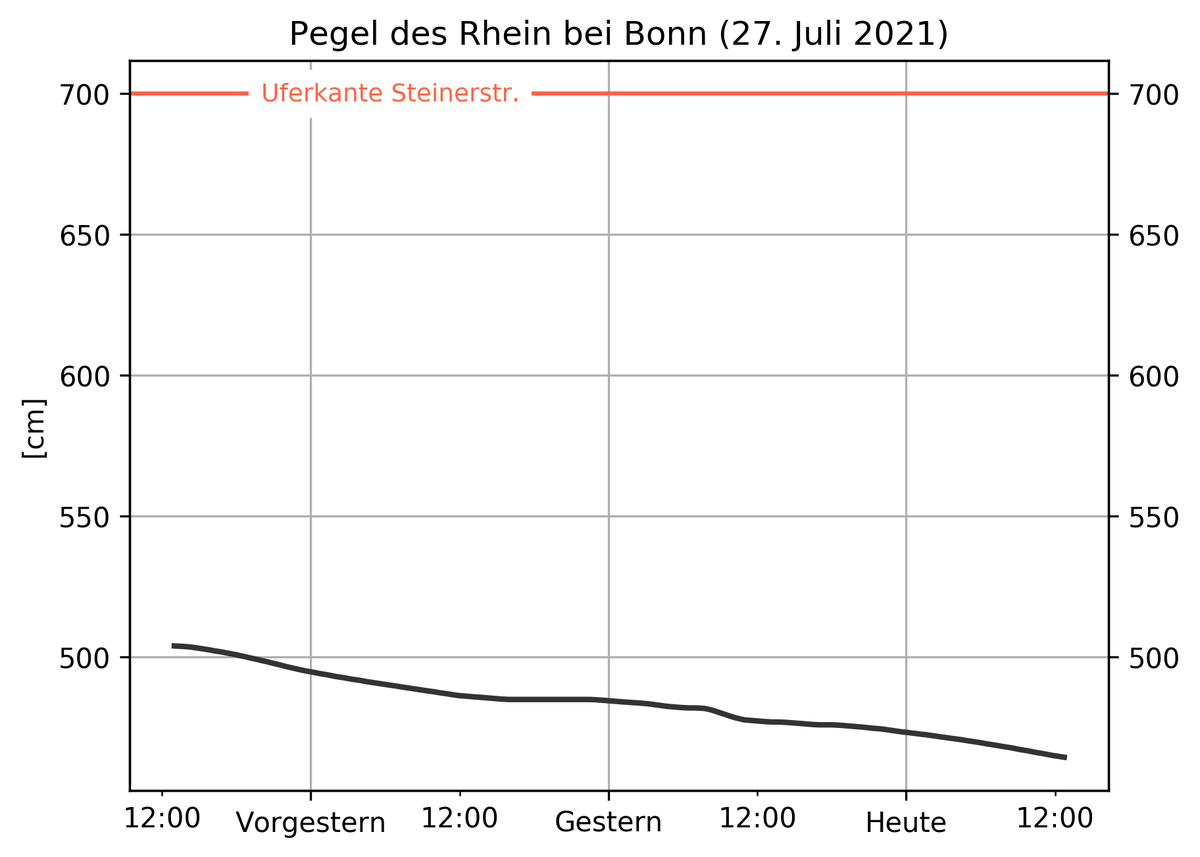 Pegel des Rhein bei Bonn (27. Juli 2021)
700 Uferkante Steinerstr. 700
650 650
600 600
[cm]
550 550
500 500
12:00 Vorgestern 12:00 Gestern 12:00 Heute 12:00